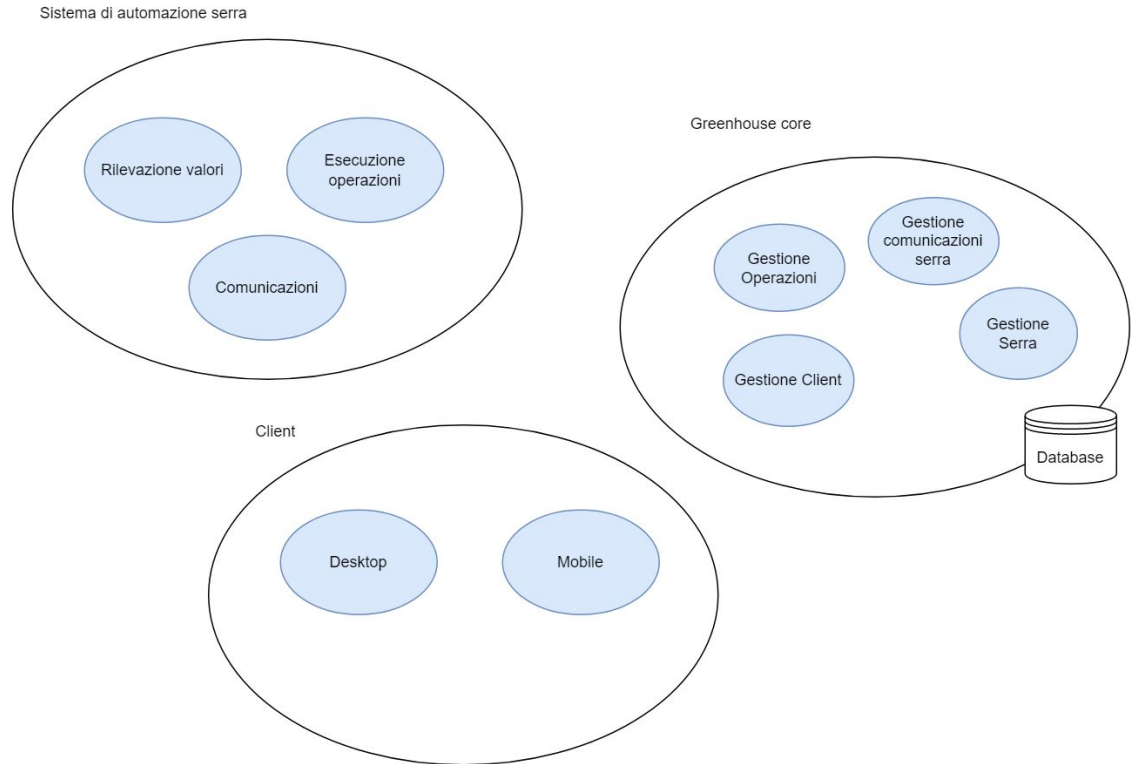 Sistema di automazione serra
Rilevazione valori
Esecuzione
operazioni
Comunicazioni
Greenhouse core
Gestione
comunicazioni
serra
Gestione
Operazioni
Gestione
Serra
Gestione Client
Database
Client
Desktop
Mobile